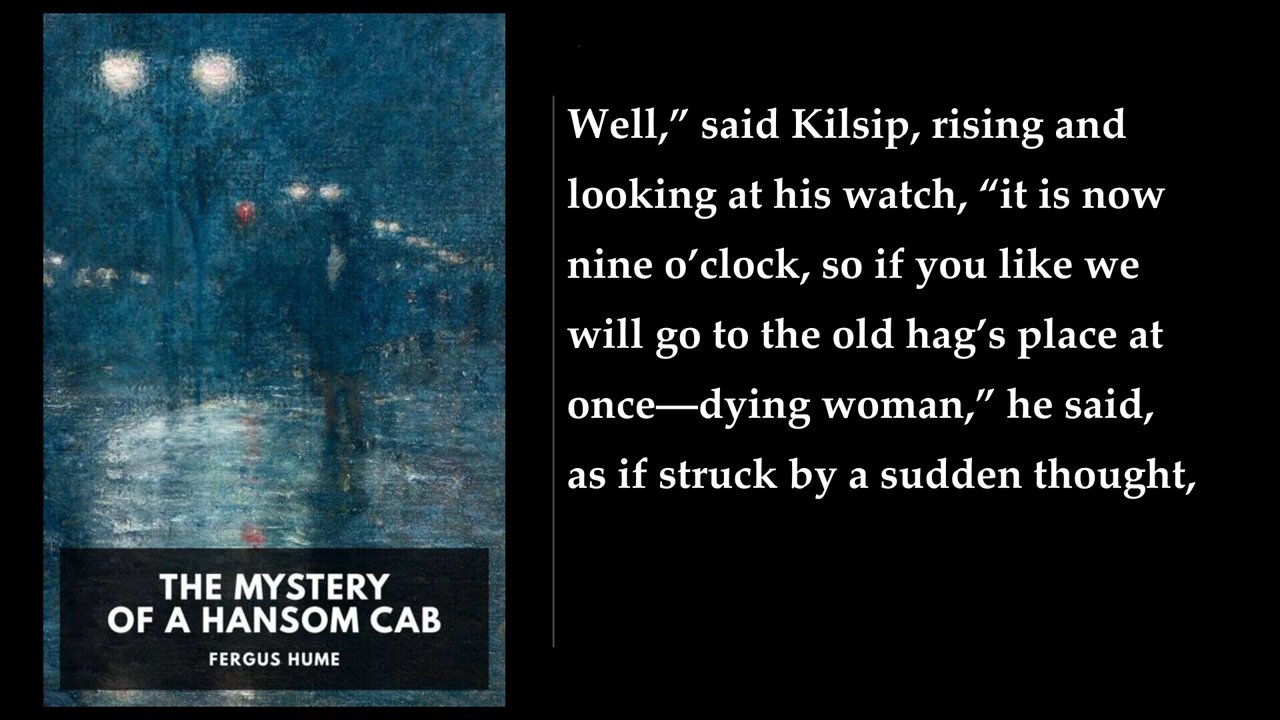 Well,” said Kilsip, rising and
looking at his watch, “it is now
nine o’clock, so if you like we
will go to the old hag’s place at
once—dying woman,” he said,
as if struck by a sudden thought,
THE MYSTERY
OF A HANSOM CAB
FERGUS HUME